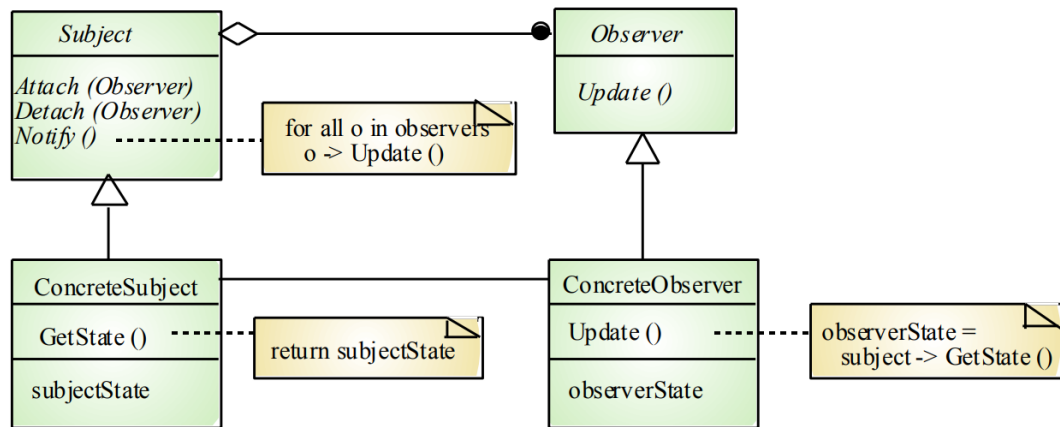 Subject
Attach (Observer)
Detach (Observer)
Notify ()
for all o in observers
o -> Update ()
Observer
Update ()
ConcreteSubject
GetState ()
subjectState
return subjectState
ConcreteObserver
Update ()
observerState
observerState =
subject -> GetState ()